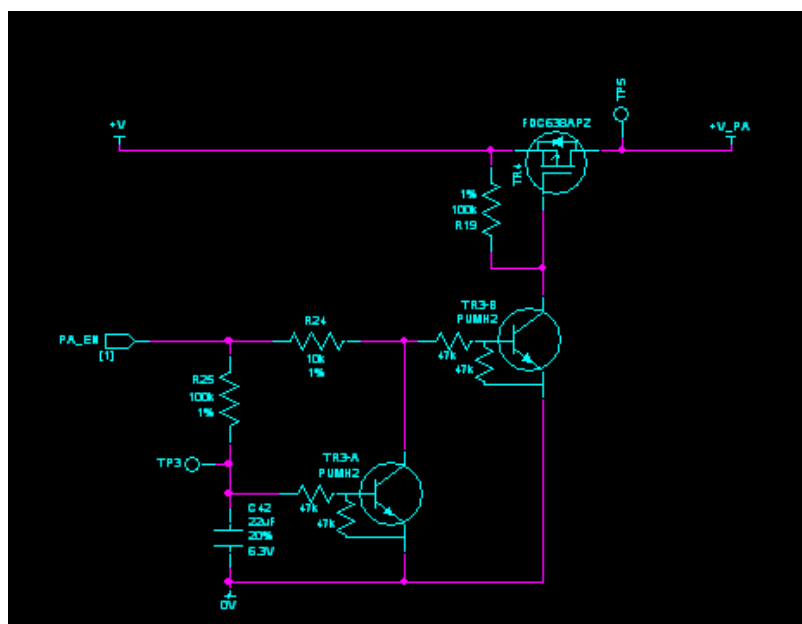 TP5
FDC638APZ
+V
+V_PA
TR4
1%
100k
R19
TR3-B
PUMH2
R24
PA_EN
[1]
10k
1%
47k
47k
R25
100k
1%
TP3
TR3-A
PUMH2
C42
22uF
20%
6.3V
47k
47k
0V